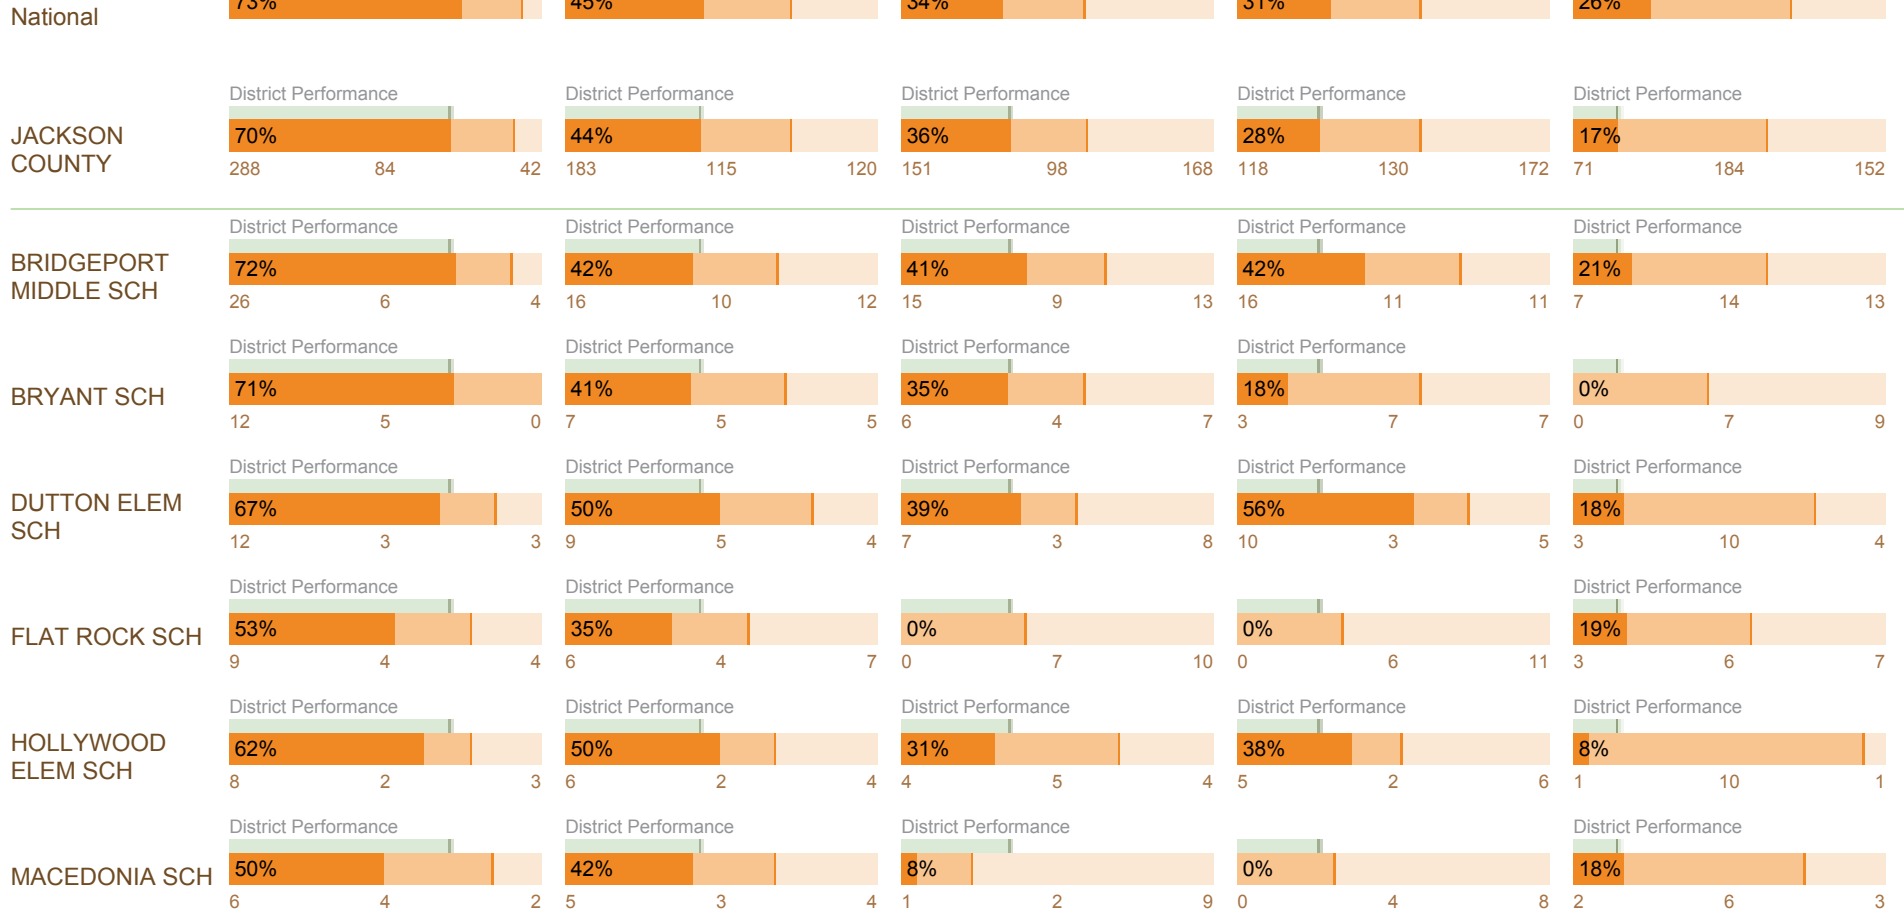 73% 45% 34% 31% 26%
National
District Performance District Performance District Performance District Performance District Performance
JACKSON COUNTY 70% 44% 36% 28% 17%
288 84 42 183 115 120 151 98 168 118 130 172 71 184 152
District Performance District Performance District Performance District Performance District Performance
BRIDGEPORT MIDDLE SCH 72% 42% 41% 42% 21%
26 6 4 16 10 12 15 9 13 16 11 11 7 14 13
District Performance District Performance District Performance District Performance
BRYANT SCH 71% 41% 35% 18% 0%
12 5 0 7 5 5 6 4 7 3 7 7 0 7 9
District Performance District Performance District Performance District Performance District Performance
DUTTON ELEM SCH 67% 50% 39% 56% 18%
12 3 3 9 5 4 7 3 8 10 3 5 3 10 4
District Performance District Performance District Performance
FLAT ROCK SCH 53% 35% 0% 0% 19%
9 4 4 6 4 7 0 7 10 0 6 11 3 6 7
District Performance District Performance District Performance District Performance District Performance
HOLLYWOOD ELEM SCH 62% 50% 31% 38% 8%
8 2 3 6 2 4 4 5 4 5 2 6 1 10 1
District Performance District Performance District Performance District Performance
MACEDONIA SCH 50% 42% 8% 0% 18%
6 4 2 5 3 4 1 2 9 0 4 8 2 6 3